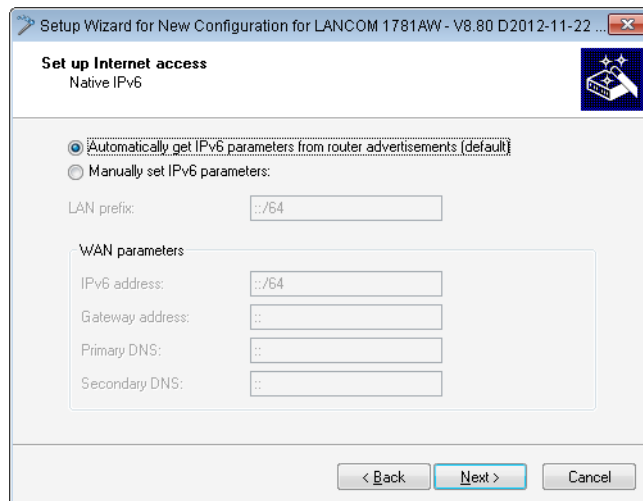 Setup Wizard for New Configuration for LANCOM 1781AW - V8.80 D2012-11-22 ...
Set up Internet access
Native IPv6
Automatically get IPv6 parameters from router advertisements (default)
Manually set IPv6 parameters:
LAN prefix: ::/64
WAN parameters
IPv6 address: ::/64
Gateway address: ::
Primary DNS: ::
Secondary DNS: ::
< Back Next > Cancel